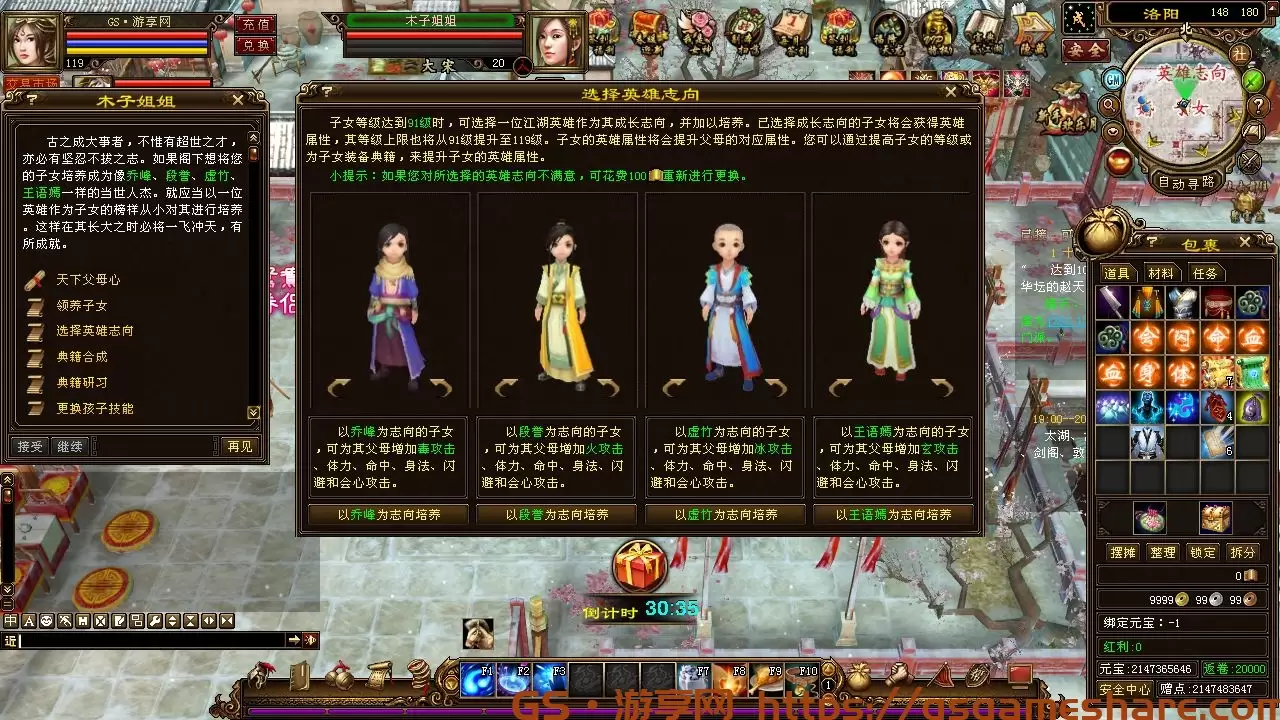 GS·游享网
119
充值
兑换
木子姐姐
大宋
20
洛阳 148 180
北
安全
GM
社
英雄志向
自动寻路
交易市场
木子姐姐
古之成大事者，不惟有超世之才，
亦必有坚忍不拔之志。如果阁下想将您
的子女培养成为像乔峰、段誉、虚竹、
王语嫣一样的当世人杰。就应当以一位
英雄作为子女的榜样从小对其进行培养
。这样在其长大之时必将一飞冲天，有
所成就。
天下父母心
领养子女
选择英雄志向
典籍合成
典籍研习
更换孩子技能
接受
继续
再见
选择英雄志向
子女等级达到91级时，可选择一位江湖英雄作为其成长志向，并加以培养。已选择成长志向的子女将会获得英雄
属性，其等级上限也将从91级提升至119级。子女的英雄属性将会提升父母的对应属性。您可以通过提高子女的等级或
为子女装备典籍，来提升子女的英雄属性。
小提示：如果您对所选择的英雄志向不满意，可花费100重新进行更换。
以乔峰为志向的子女
，可为其父母增加毒攻击
、体力、命中、身法、闪
避和会心攻击。
以乔峰为志向培养
以段誉为志向的子女
，可为其父母增加火攻击
、体力、命中、身法、闪
避和会心攻击。
以段誉为志向培养
以虚竹为志向的子女
，可为其父母增加冰攻击
、体力、命中、身法、闪
避和会心攻击。
以虚竹为志向培养
以王语嫣为志向的子女
，可为其父母增加玄攻击
、体力、命中、身法、闪
避和会心攻击。
以王语嫣为志向培养
包裹
道具
材料
任务
会 闪 命 血
血 身 体
7
4
6
摆摊
整理
锁定
拆分
0
9999 99 99
绑定元宝：-1
红利:0
元宝:2147365646
返卷:20000
安全中心
赠点:2147483647
倒计时 30:35
近
F1
F2
F3
F7
F8
F9
F10
GS·游享网 https://gsgameshare.com